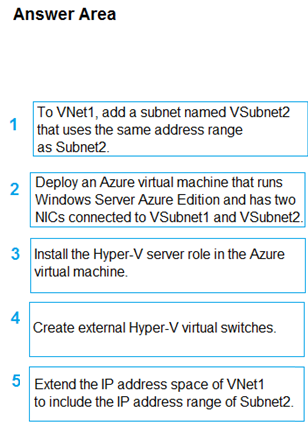 Answer Area
1
To VNet1, add a subnet named VSubnet2
that uses the same address range
as Subnet2.
2
Deploy an Azure virtual machine that runs
Windows Server Azure Edition and has two
NICs connected to VSubnet1 and VSubnet2.
3
Install the Hyper-V server role in the Azure
virtual machine.
4
Create external Hyper-V virtual switches.
5
Extend the IP address space of VNet1
to include the IP address range of Subnet2.